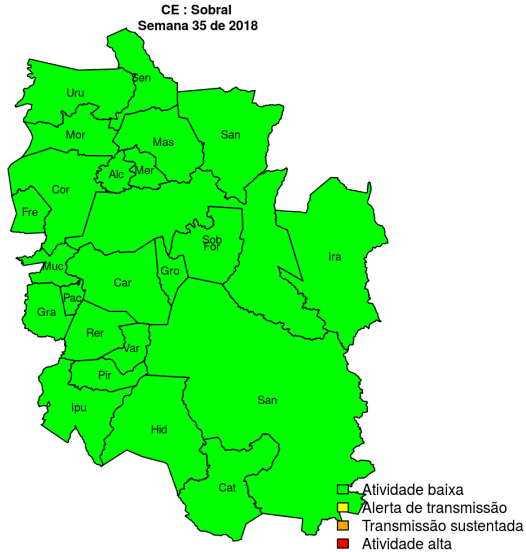 CE : Sobral
Semana 35 de 2018
Sen
Uru
Mor
Mas
San
Alc
Mer
Cor
Fre
Sob
For
Ira
Muc
Gro
Car
Pac
Gra
Rer
Var
Pir
San
Ipu
Hid
Cat
Atividade baixa
Alerta de transmissão
Transmissão sustentada
Atividade alta